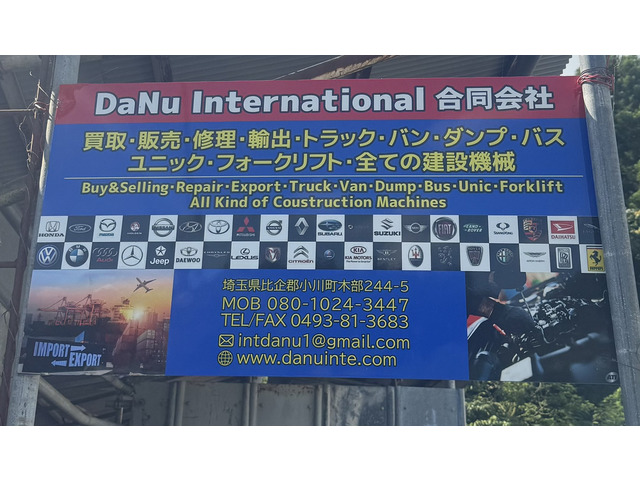 DaNu International 合同会社
買取・販売・修理・輸出・トラック・バン・ダンプ・バス
ユニック・フォークリフト・全ての建設機械
Buy&Selling・Repair・Export・Truck・Van・Dump・Bus・Unic・Forklift
All Kind of Coustruction Machines
HONDA
SUZUKI
DAIHATSU
Audi
Jeep
DAEWOO
LEXUS
CITROËN
KIA MOTORS
埼玉県比企郡小川町木部244-5
MOB 080-1024-3447
TEL/FAX 0493-81-3683
intdanu1@gmail.com
www.danuinte.com
IMPORT
EXPORT